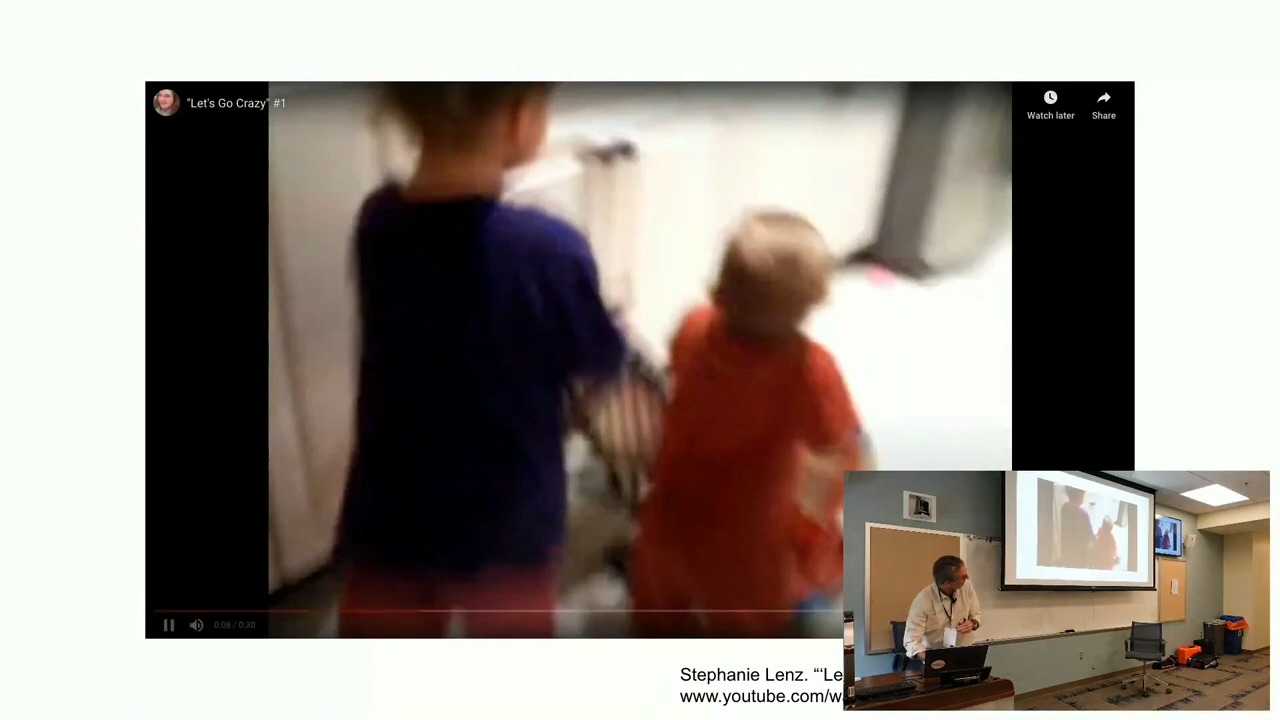 "Let's Go Crazy" #1
Watch later
Share
0:08 / 0:30
Stephanie Lenz. “‘Le
www.youtube.com/w